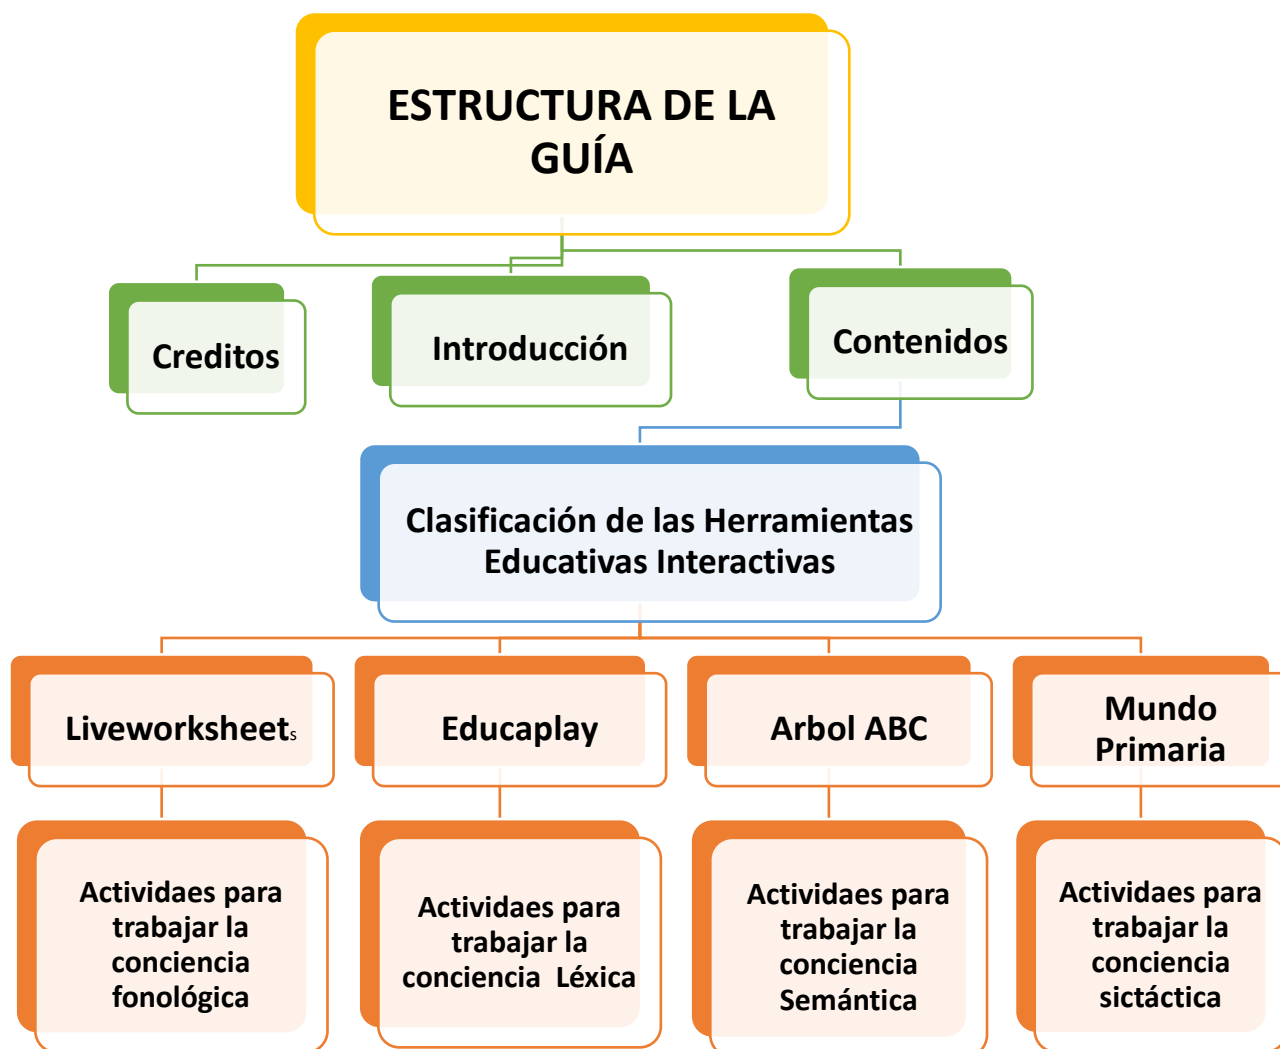 ESTRUCTURA DE LA
GUÍA
Creditos
Introducción
Contenidos
Clasificación de las Herramientas
Educativas Interactivas
Liveworksheets
Educaplay
Arbol ABC
Mundo
Primaria
Actividaes para
trabajar la
conciencia
fonológica
Actividaes para
trabajar la
conciencia Léxica
Actividaes para
trabajar la
conciencia
Semántica
Actividaes para
trabajar la
conciencia
sictáctica